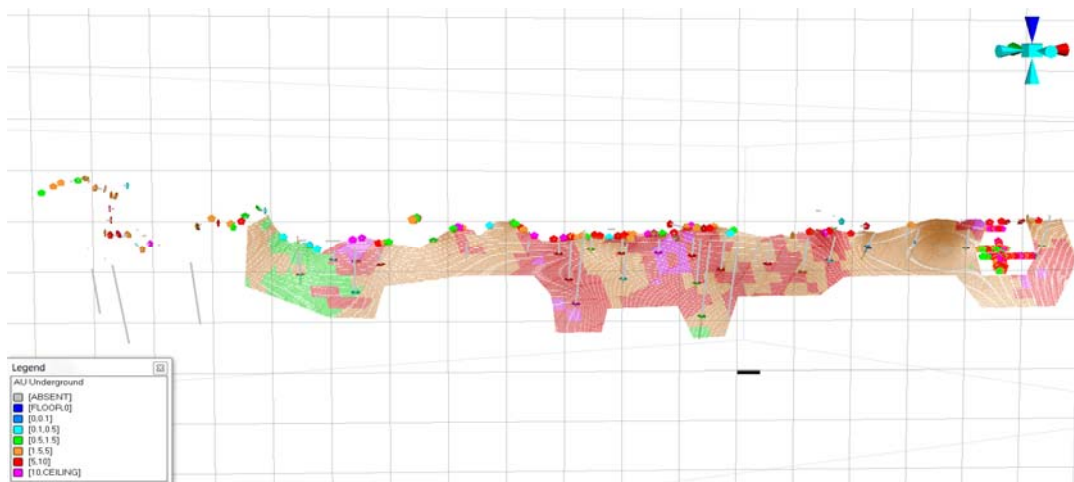 Legend
AU Underground
[ABSENT]
[FLOOR,0]
[0,0.1]
[0.1,0.5]
[0.5,1.5]
[1.5,5]
[5,10]
[10,CEILING]